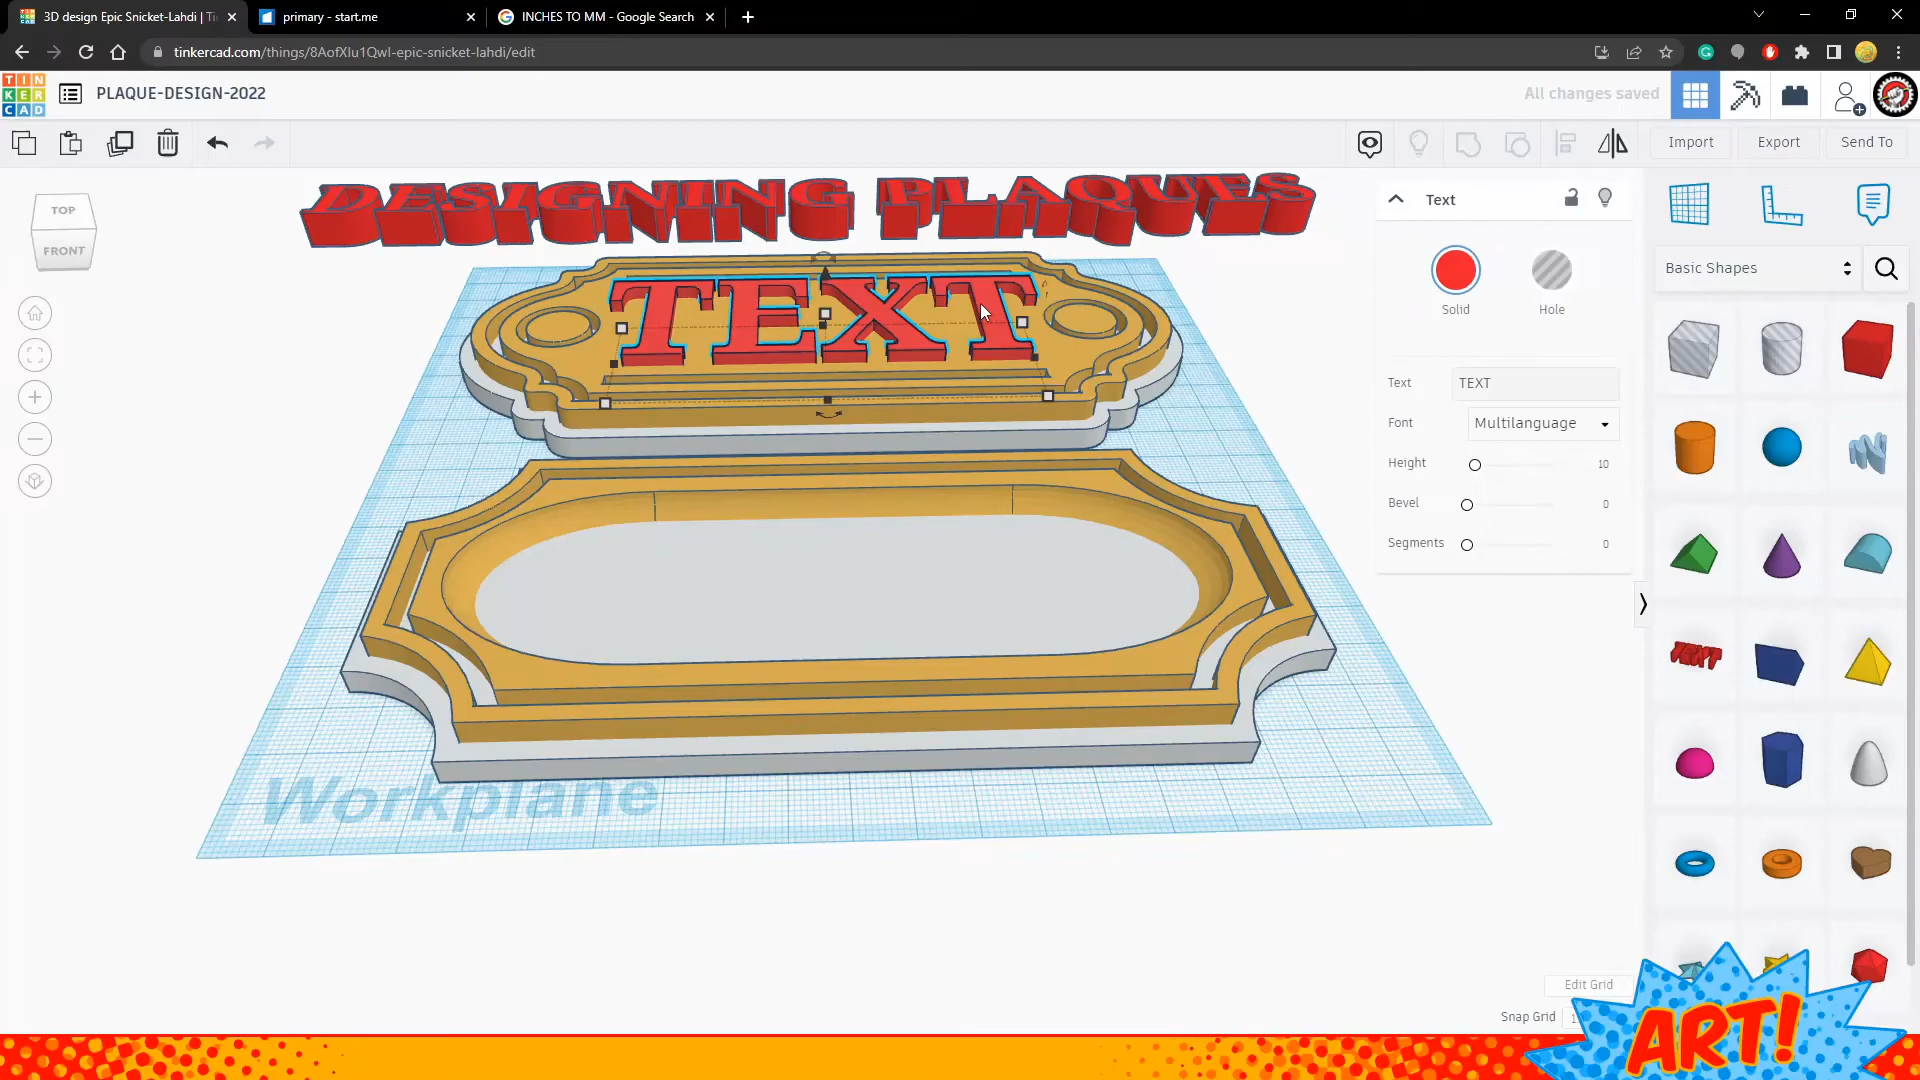 3D design Epic Snicket-Lahdi | Ti
primary - start.me
INCHES TO MM - Google Search
tinkercad.com/things/8AofXlu1Qwl-epic-snicket-lahdi/edit
TIN
KER
CAD
PLAQUE-DESIGN-2022
All changes saved
Import
Export
Send To
TOP
FRONT
DESIGNING PLAQUES
TEXT
Workplane
Text
Solid
Hole
Text
TEXT
Font
Multilanguage
Height
10
Bevel
0
Segments
0
Basic Shapes
TEXT
Edit Grid
Snap Grid
ART!